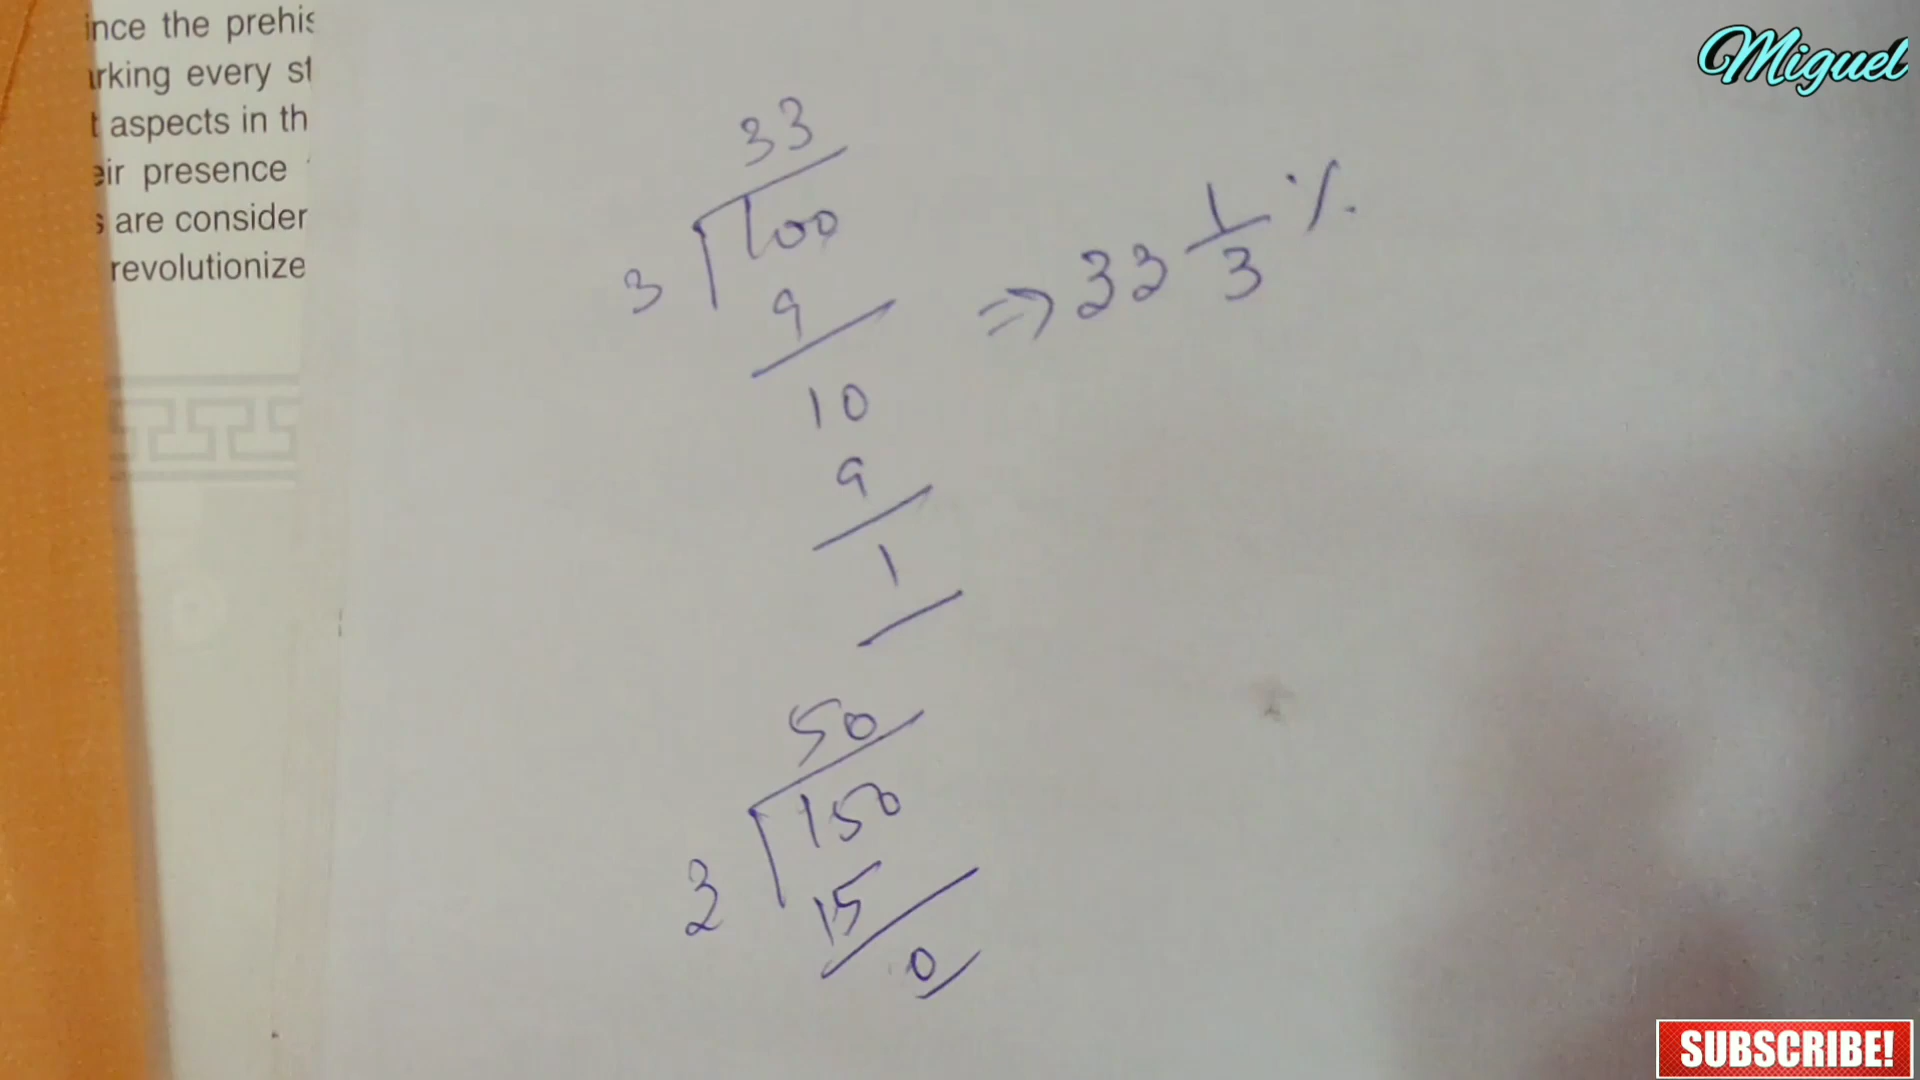 ince the prehis
rking every st
t aspects in th
eir presence
s are consider
revolutionize
Miguel
33
3 100
9
10
9
1
⇒ 33 1/3 %
50
3 150
15
0
SUBSCRIBE!